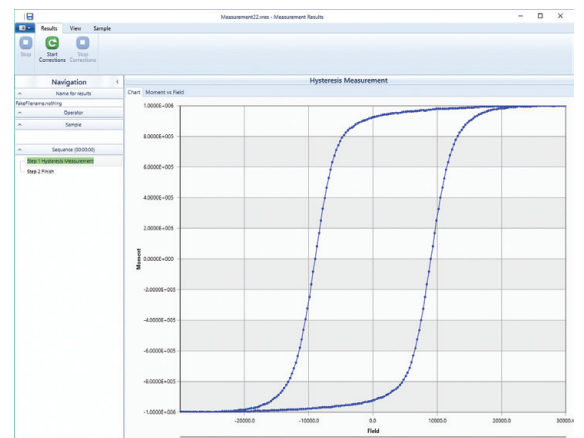 Measurement22.vres - Measurement Results
Results View Sample
Stop
Start Corrections
Stop Corrections
Navigation
Name for results
FakeFilename.nothing
Operator
Sample
Sequence (00:00:00)
Step 1 Hysteresis Measurement
Step 2 Finish
Hysteresis Measurement
Chart Moment vs Field
1.0000E+006
8.0000E+005
6.0000E+005
4.0000E+005
2.0000E+005
0.0000E+000
-2.0000E+005
-4.0000E+005
-6.0000E+005
-8.0000E+005
-1.0000E+006
Moment
-20000.0 -10000.0 0.0 10000.0 20000.0 30000.0
Field